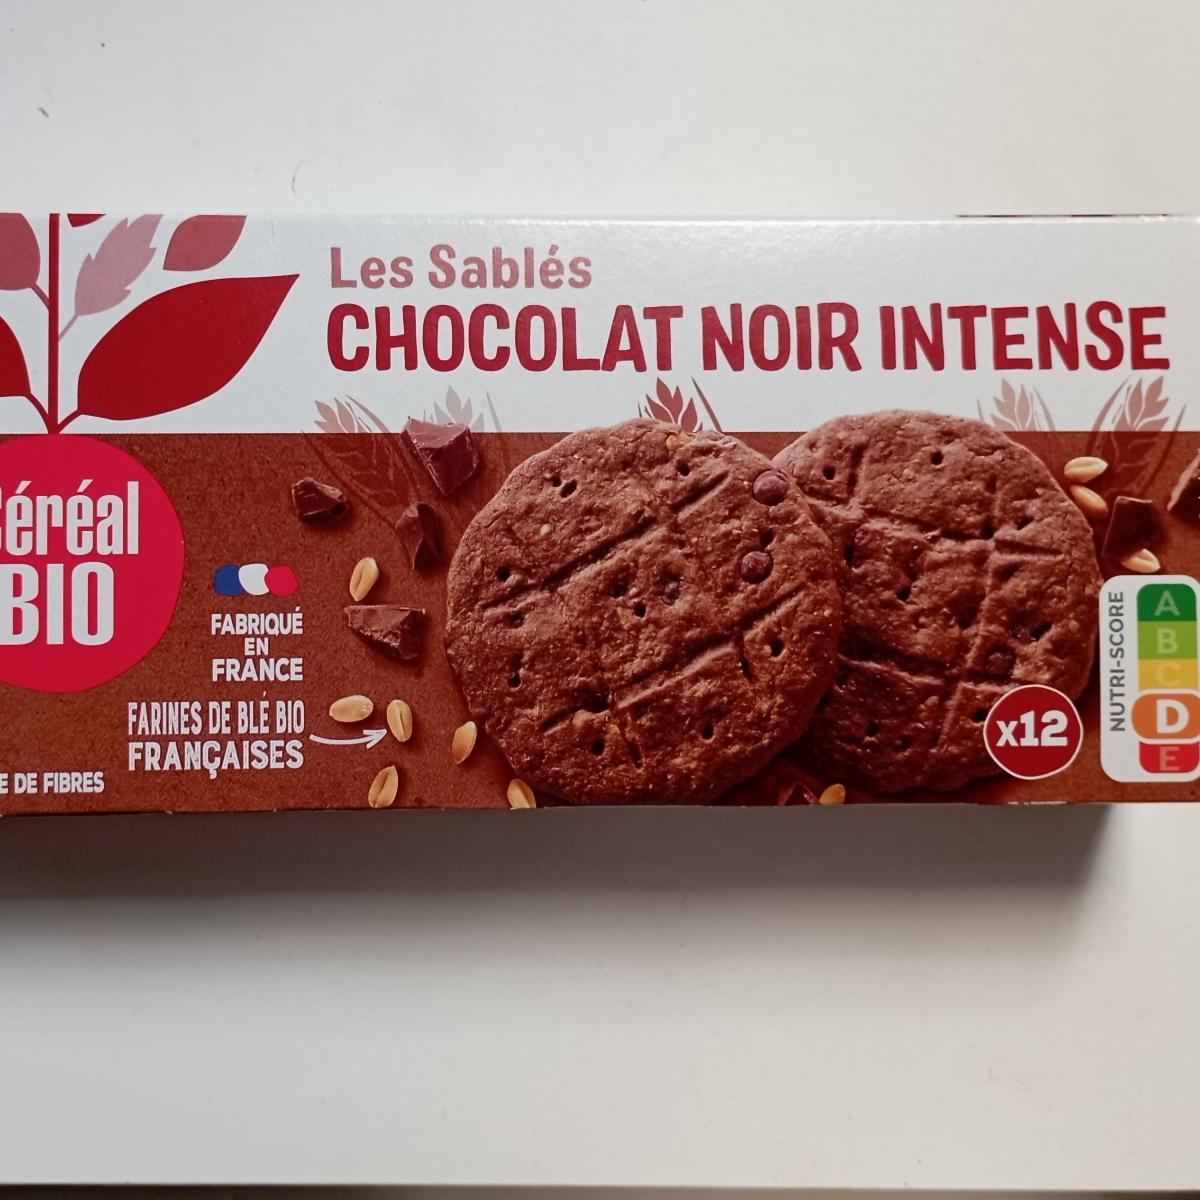 Les Sablés
CHOCOLAT NOIR INTENSE
Céréal
BIO
FABRIQUÉ
EN
FRANCE
FARINES DE BLÉ BIO
FRANÇAISES
DE FIBRES
x12
NUTRI-SCORE
A
B
C
D
E